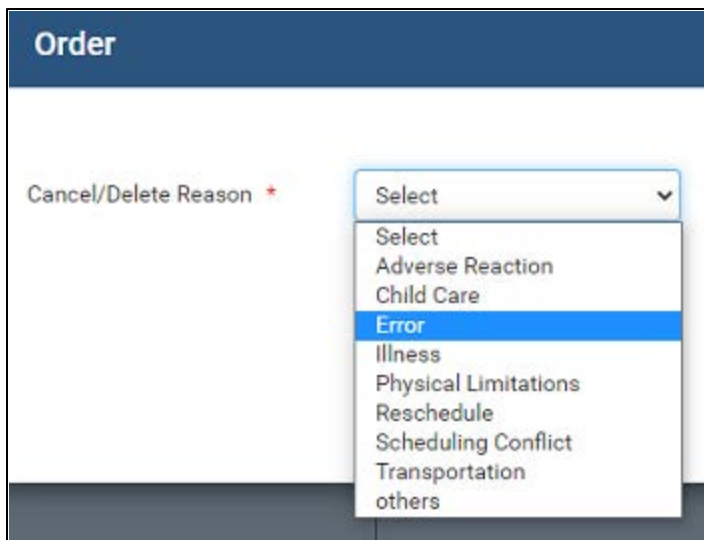 Order
Cancel/Delete Reason *
Select
Select
Adverse Reaction
Child Care
Error
Illness
Physical Limitations
Reschedule
Scheduling Conflict
Transportation
others